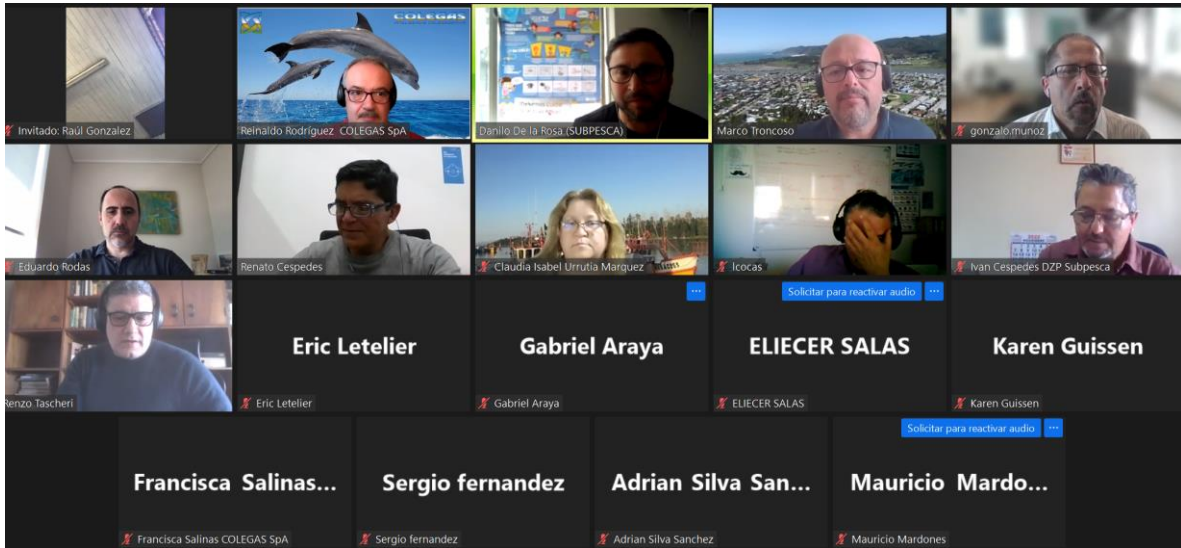 COLEGAS
Invitado: Raúl Gonzalez
Reinaldo Rodríguez COLEGAS SpA
Danilo De la Rosa (SUBPESCA)
Marco Troncoso
gonzalo.munoz
Eduardo Rodas
Renato Cespedes
Claudia Isabel Urrutia Marquez
lcocas
Ivan Cespedes DZP Subpesca
Renzo Tascheri
Eric Letelier
Eric Letelier
...
Gabriel Araya
Gabriel Araya
Solicitar para reactivar audio ...
ELIECER SALAS
ELIECER SALAS
Karen Guissen
Karen Guissen
Francisca Salinas...
Francisca Salinas COLEGAS SpA
Sergio fernandez
Sergio fernandez
Adrian Silva San...
Adrian Silva Sanchez
Solicitar para reactivar audio ...
Mauricio Mardo...
Mauricio Mardones